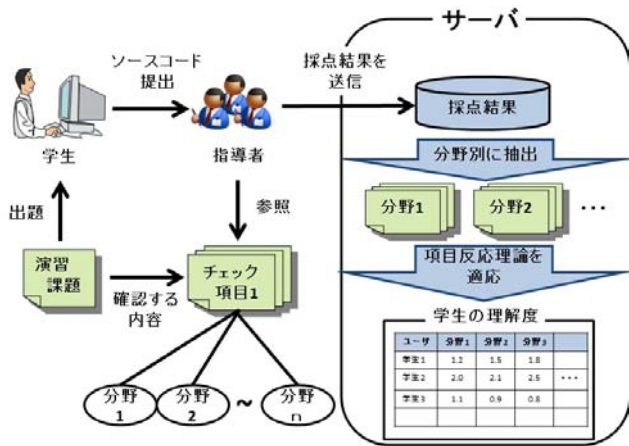 サーバ
ソースコード
提出
採点結果を
送信
採点結果
学生
指導者
分野別に抽出
出題
参照
分野1
分野2
・・・
演習
課題
確認する
内容
チェック
項目1
項目反応理論を
適応
学生の理解度
ユーザ 分野1 分野2 分野3
学生1 1.2 1.5 1.8
学生2 2.0 2.1 2.5 ・・・
学生3 1.1 0.9 0.8
分野
1
分野
2
~
分野
n